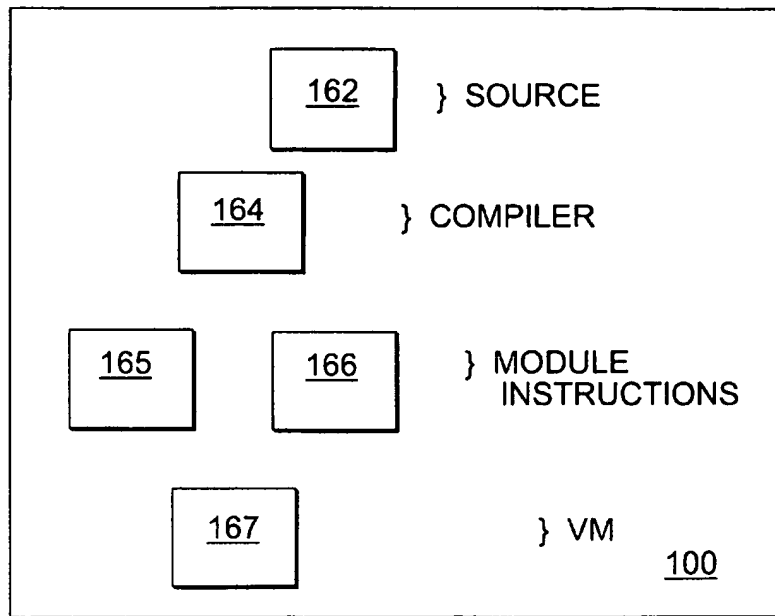 162 } SOURCE
164 } COMPILER
165 166 } MODULE
INSTRUCTIONS
167 } VM
100